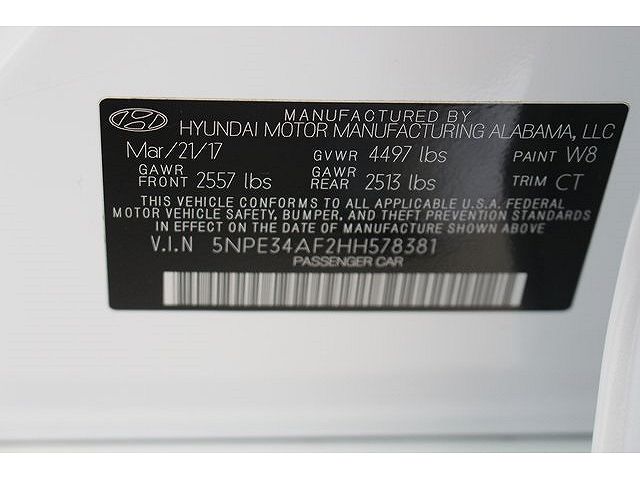 MANUFACTURED BY
HYUNDAI MOTOR MANUFACTURING ALABAMA, LLC
Mar/21/17 GVWR 4497 lbs PAINT W8
GAWR FRONT 2557 lbs GAWR REAR 2513 lbs TRIM CT
THIS VEHICLE CONFORMS TO ALL APPLICABLE U.S.A. FEDERAL
MOTOR VEHICLE SAFETY, BUMPER, AND THEFT PREVENTION STANDARDS
IN EFFECT ON THE DATE OF MANUFACTURE SHOWN ABOVE
V.I.N 5NPE34AF2HH578381
PASSENGER CAR